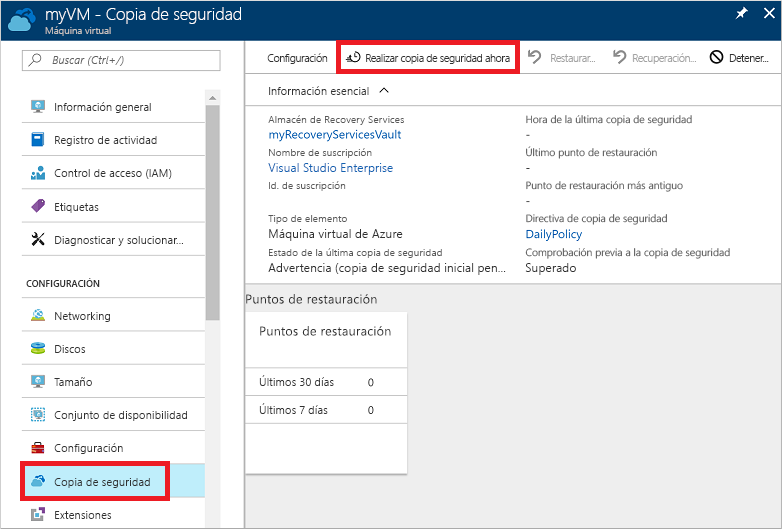 myVM - Copia de seguridad
Máquina virtual
Buscar (Ctrl+/)
Información general
Registro de actividad
Control de acceso (IAM)
Etiquetas
Diagnosticar y solucionar...
CONFIGURACIÓN
Networking
Discos
Tamaño
Conjunto de disponibilidad
Configuración
Copia de seguridad
Extensiones
Configuración
Realizar copia de seguridad ahora
Restaurar...
Recuperación...
Detener...
Información esencial
Almacén de Recovery Services
myRecoveryServicesVault
Nombre de suscripción
Visual Studio Enterprise
Id. de suscripción
Tipo de elemento
Máquina virtual de Azure
Estado de la última copia de seguridad
Advertencia (copia de seguridad inicial pen...
Hora de la última copia de seguridad
-
Último punto de restauración
-
Punto de restauración más antiguo
-
Directiva de copia de seguridad
DailyPolicy
Comprobación previa a la copia de seguridad
Superado
Puntos de restauración
Puntos de restauración
Últimos 30 días 0
Últimos 7 días 0